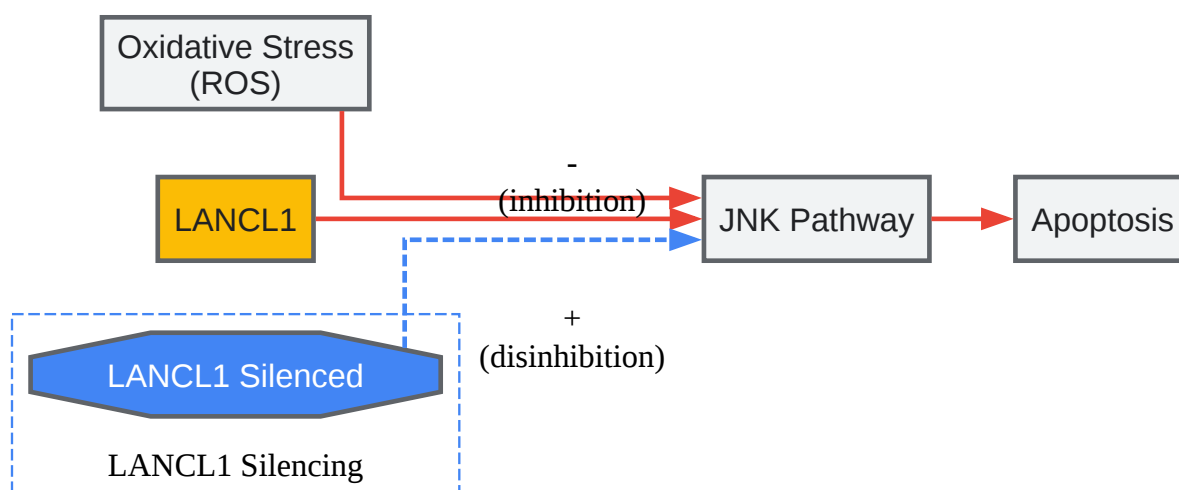 Oxidative Stress
(ROS)
-
(inhibition)
LANCL1
JNK Pathway
Apoptosis
+
(disinhibition)
LANCL1 Silenced
LANCL1 Silencing